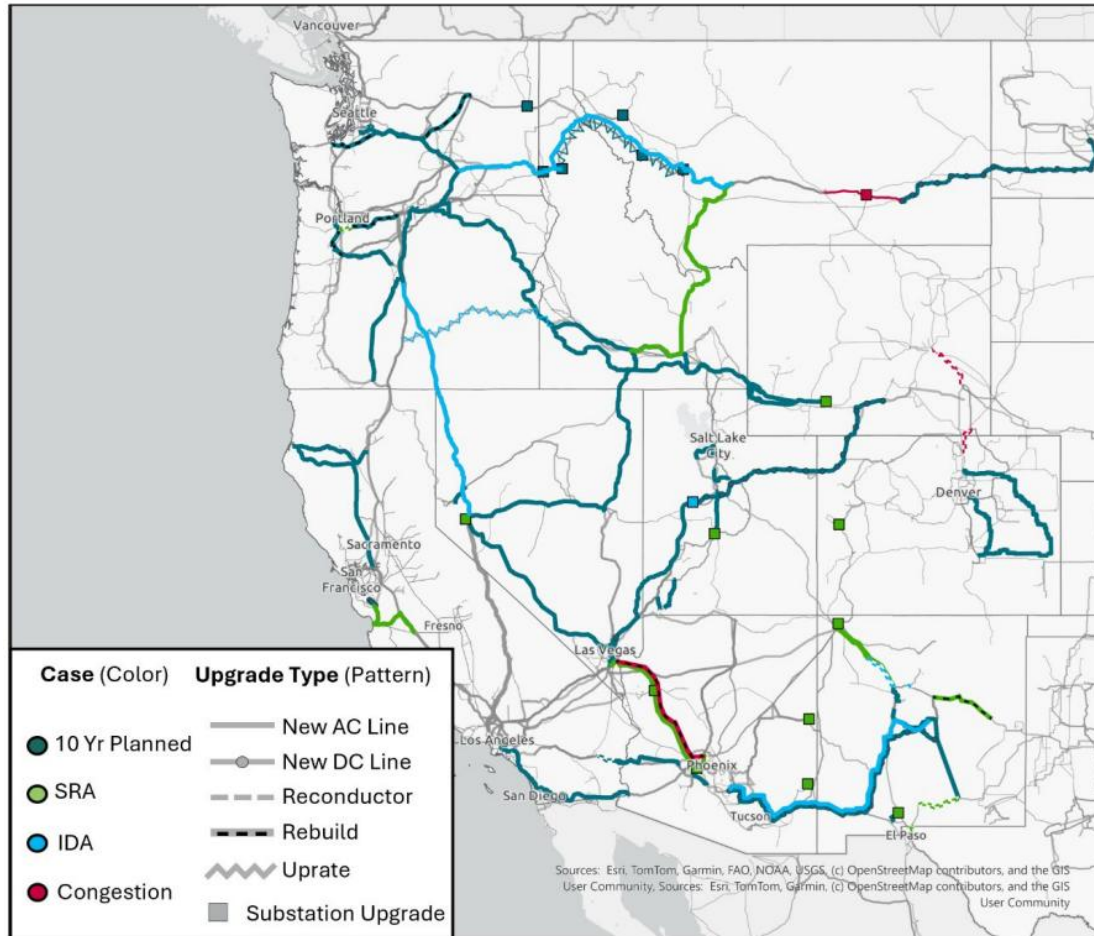 Vancouver
Seattle
Portland
Salt Lake
City
Denver
Sacramento
San
Francisco
Fresno
Las Vegas
Los Angeles
Phoenix
San Diego
Tucson
El Paso
Case (Color)
10 Yr Planned
SRA
IDA
Congestion
Upgrade Type (Pattern)
New AC Line
New DC Line
Reconductor
Rebuild
Uprate
Substation Upgrade
Sources: Esri, TomTom, Garmin, FAO, NOAA, USGS, (c) OpenStreetMap contributors, and the GIS
User Community, Sources: Esri, TomTom, Garmin, (c) OpenStreetMap contributors, and the GIS
User Community